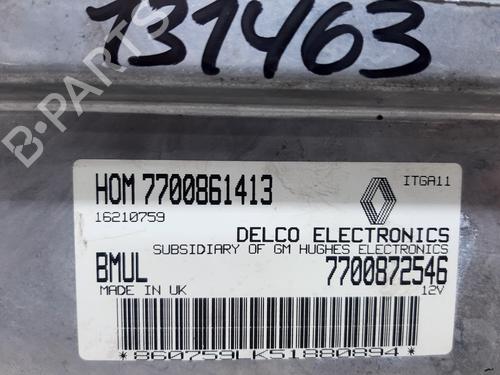 131463
B-PARTS
HOM 7700861413
ITGA11
16210759
DELCO ELECTRONICS
SUBSIDIARY OF GM HUGHES ELECTRONICS
BMUL 7700872546
MADE IN UK 12V
*860759LK51880894*